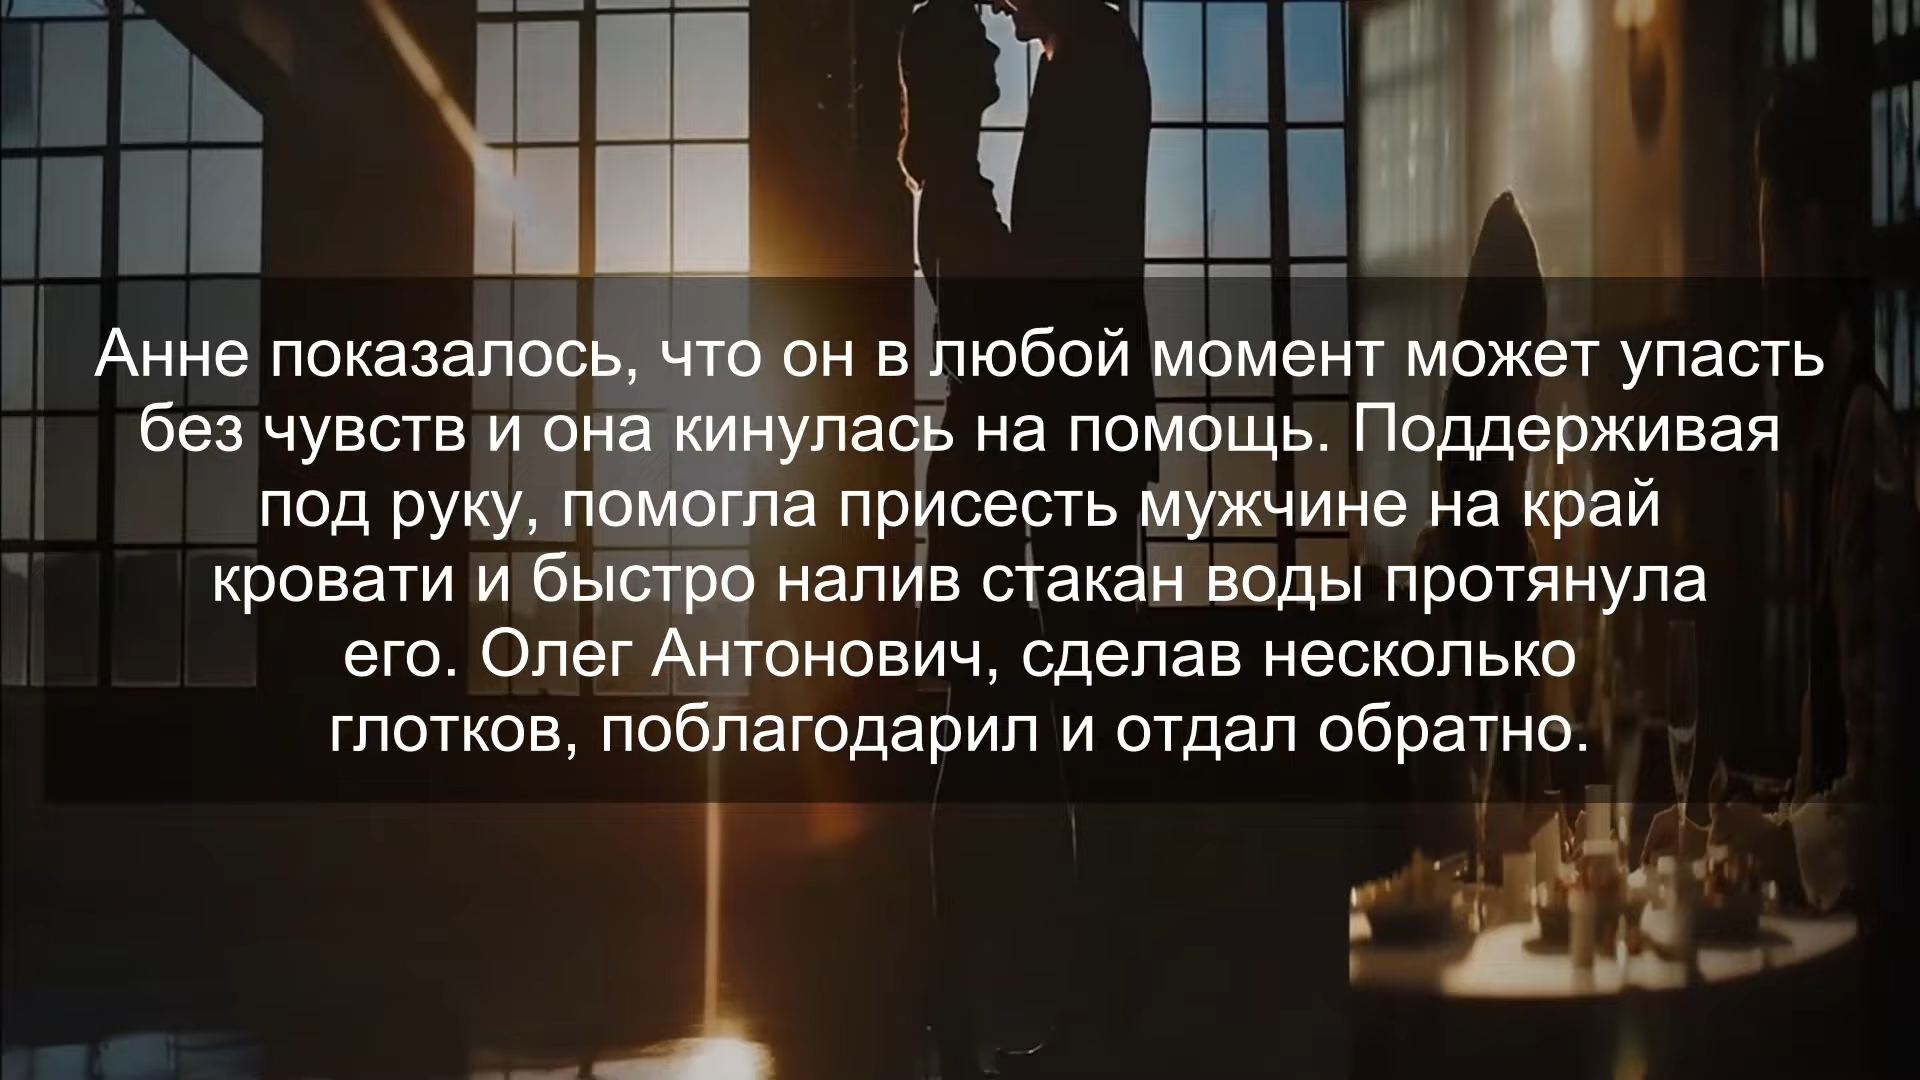 Анне показалось, что он в любой момент может упасть
без чувств и она кинулась на помощь. Поддерживая
под руку, помогла присесть мужчине на край
кровати и быстро налив стакан воды протянула
его. Олег Антонович, сделав несколько
глотков, поблагодарил и отдал обратно.